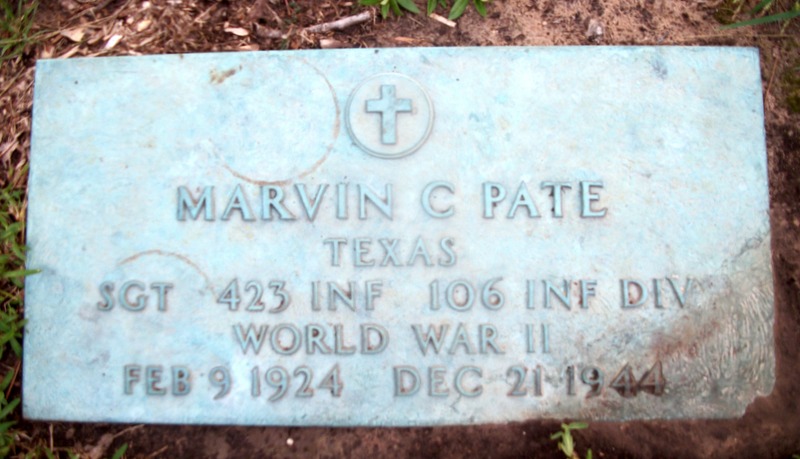 MARVIN C PATE
TEXAS
SGT 423 INF 106 INF DIV
WORLD WAR II
FEB 9 1924 DEC 21 1944